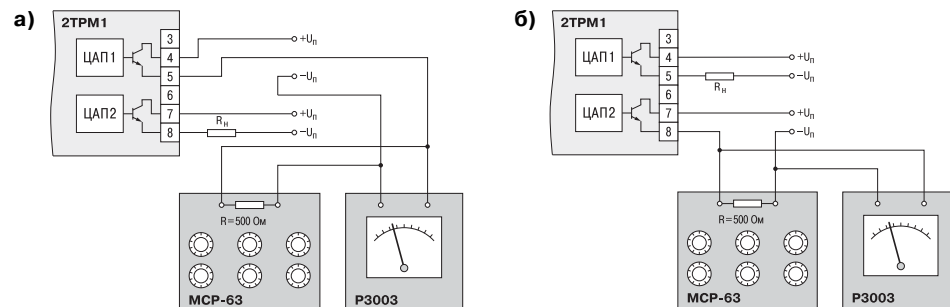 а)
2ТРМ1
ЦАП1
ЦАП2
3
4
5
6
7
8
+Uп
−Uп
+Uп
Rн
−Uп
R=500 Ом
МСР-63
Р3003
б)
2ТРМ1
ЦАП1
ЦАП2
3
4
5
6
7
8
+Uп
−Uп
Rн
+Uп
−Uп
R=500 Ом
МСР-63
Р3003